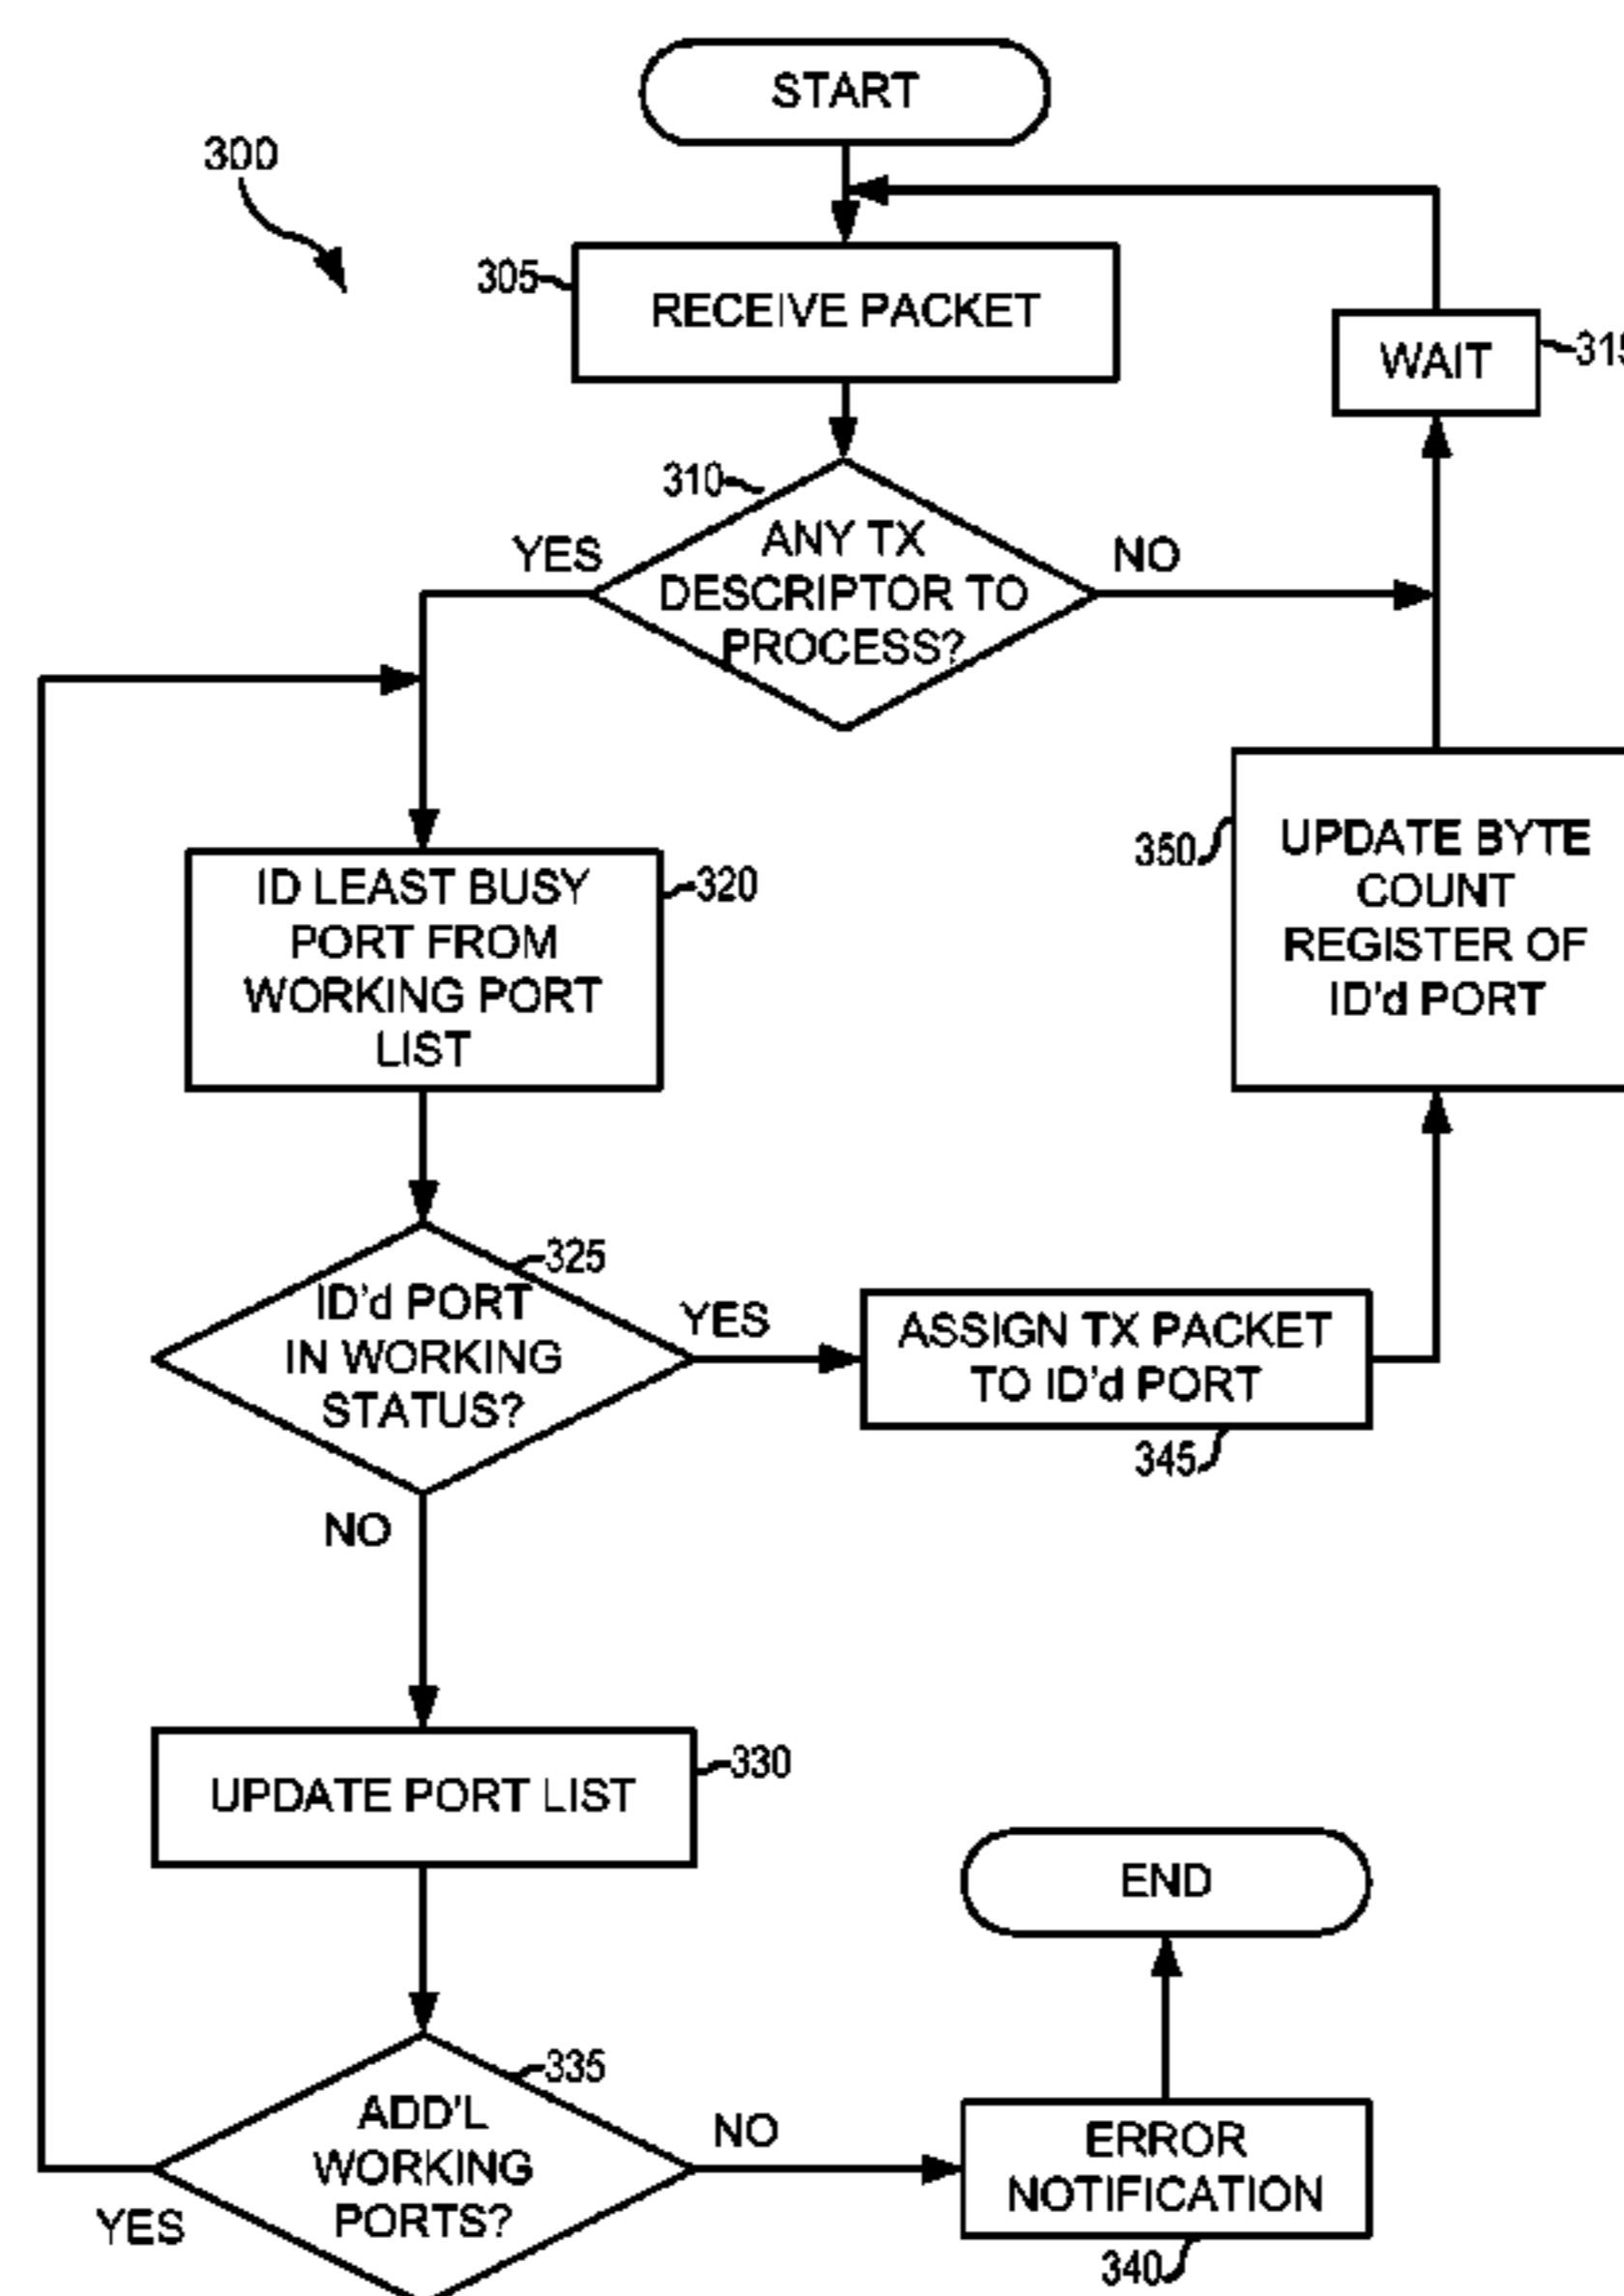 START
300
305
RECEIVE PACKET
WAIT
310
ANY TX
DESCRIPTOR TO
PROCESS?
YES
NO
ID LEAST BUSY
PORT FROM
WORKING PORT
LIST
320
350
UPDATE BYTE
COUNT
REGISTER OF
ID'd PORT
325
ID'd PORT
IN WORKING
STATUS?
YES
NO
ASSIGN TX PACKET
TO ID'd PORT
345
UPDATE PORT LIST
330
335
ADD'L
WORKING
PORTS?
YES
NO
ERROR
NOTIFICATION
340
END